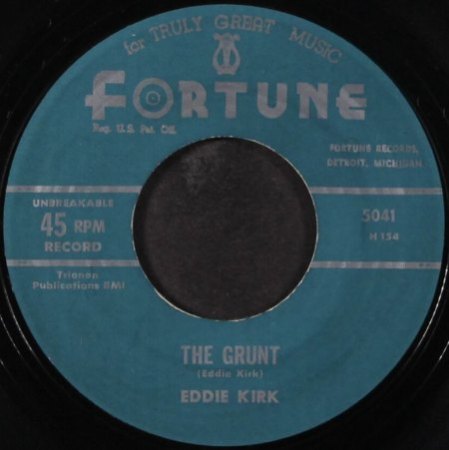 for TRULY GREAT MUSIC
FORTUNE
Reg. U.S. Pat. Off.
FORTUNE RECORDS,
DETROIT, MICHIGAN
UNBREAKABLE
45 RPM
RECORD
5041
H 154
Trianon
Publications BMI
THE GRUNT
(Eddie Kirk)
EDDIE KIRK